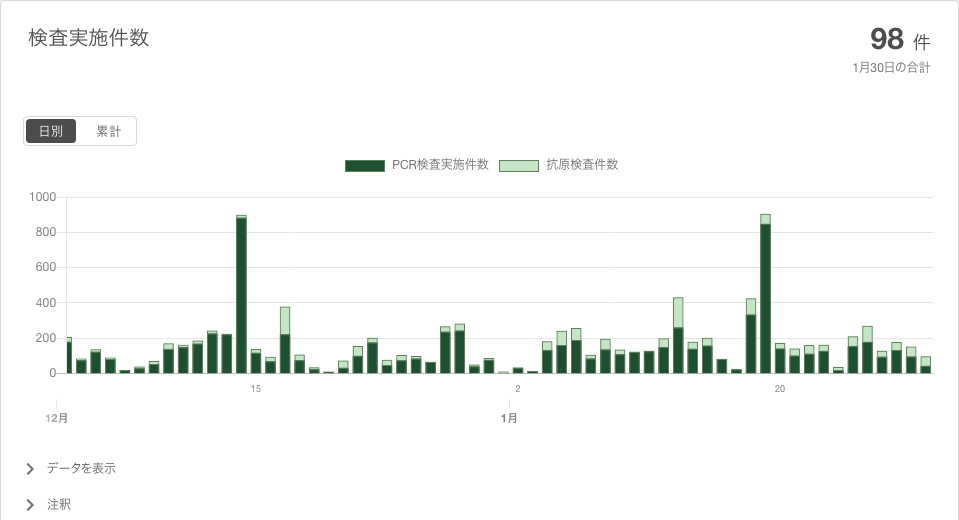 検査実施件数
98 件
1月30日の合計
日別
累計
PCR検査実施件数
抗原検査件数
1000
800
600
400
200
0
15
2
20
12月
1月
データを表示
注釈